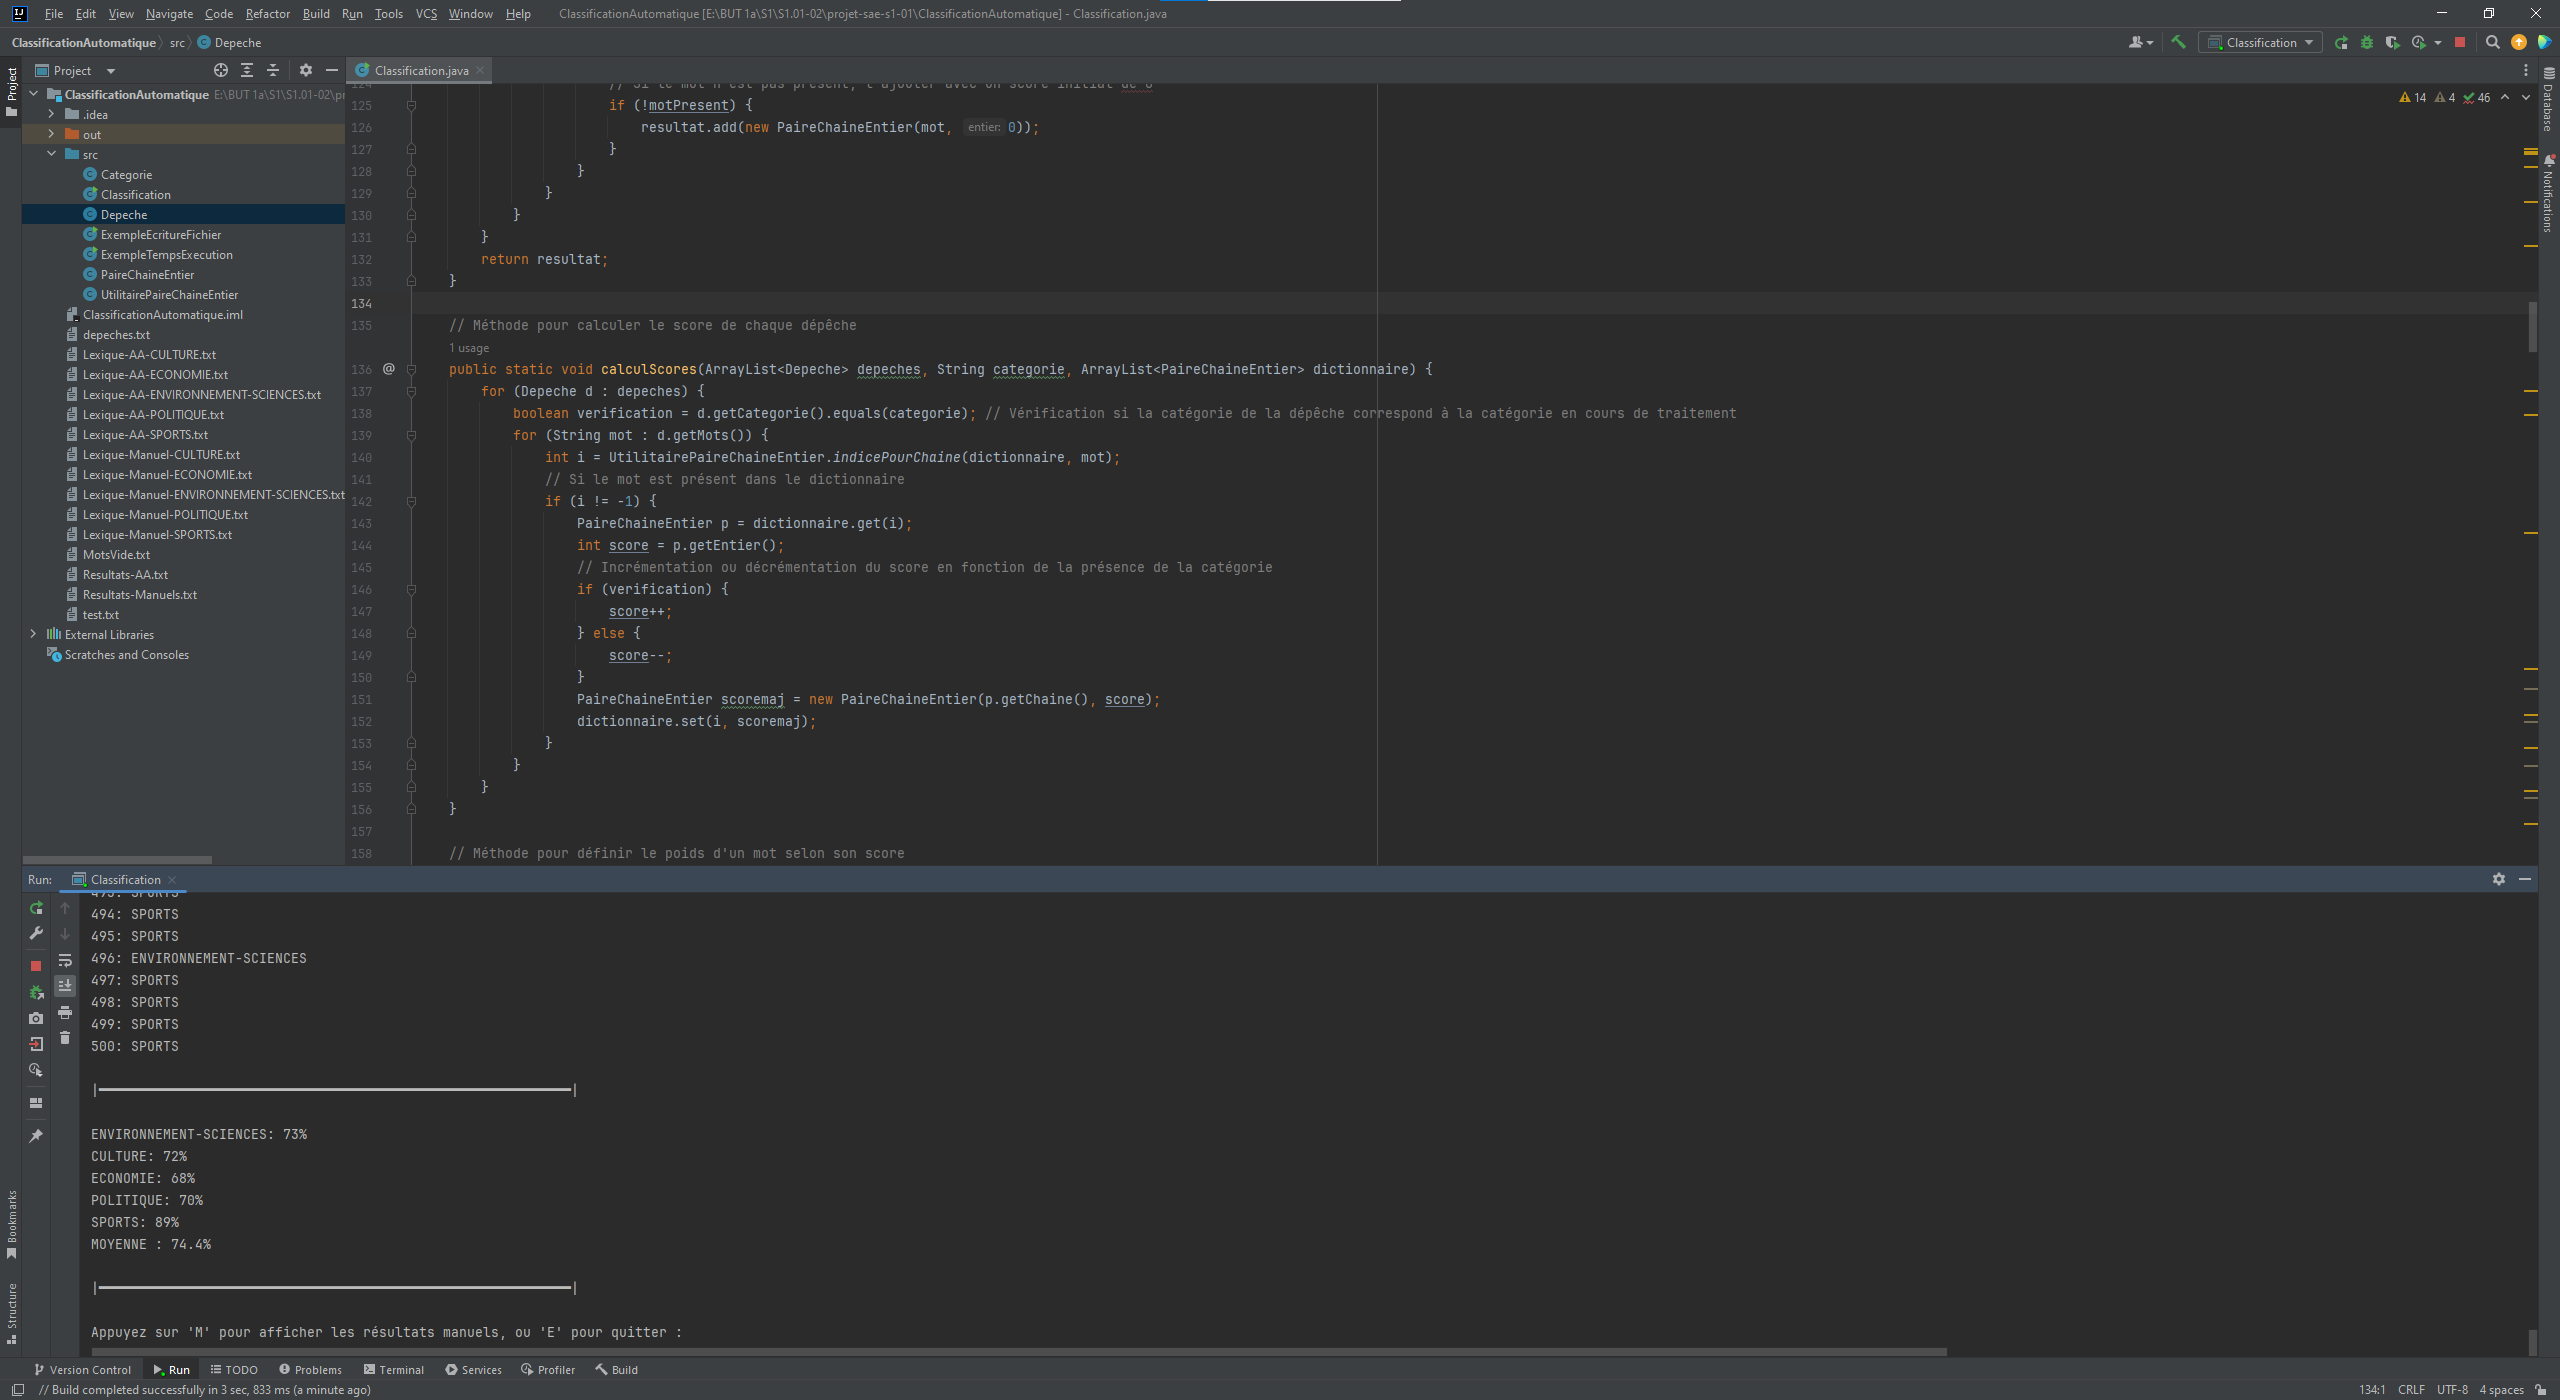 File Edit View Navigate Code Refactor Build Run Tools VCS Window Help ClassificationAutomatique [E:\BUT 1a\S1\S1.01-02\projet-sae-s1-01\ClassificationAutomatique] - Classification.java
ClassificationAutomatique src Depeche Classification
Project
Project
ClassificationAutomatique E:\BUT 1a\S1\S1.01-02\pr
.idea
out
src
Categorie
Classification
Depeche
ExempleEcritureFichier
ExempleTempsExecution
PaireChaineEntier
UtilitairePaireChaineEntier
ClassificationAutomatique.iml
depeches.txt
Lexique-AA-CULTURE.txt
Lexique-AA-ECONOMIE.txt
Lexique-AA-ENVIRONNEMENT-SCIENCES.txt
Lexique-AA-POLITIQUE.txt
Lexique-AA-SPORTS.txt
Lexique-Manuel-CULTURE.txt
Lexique-Manuel-ECONOMIE.txt
Lexique-Manuel-ENVIRONNEMENT-SCIENCES.txt
Lexique-Manuel-POLITIQUE.txt
Lexique-Manuel-SPORTS.txt
MotsVide.txt
Resultats-AA.txt
Resultats-Manuels.txt
test.txt
External Libraries
Scratches and Consoles
Classification.java
14 4 46
124 // Si le mot n'est pas présent, l'ajouter avec un score initial de 0
125 if (!motPresent) {
126 resultat.add(new PaireChaineEntier(mot, entier: 0));
127 }
128 }
129 }
130 }
131 }
132 return resultat;
133 }
134
135 // Méthode pour calculer le score de chaque dépêche
1 usage
136 @ public static void calculScores(ArrayList<Depeche> depeches, String categorie, ArrayList<PaireChaineEntier> dictionnaire) {
137 for (Depeche d : depeches) {
138 boolean verification = d.getCategorie().equals(categorie); // Vérification si la catégorie de la dépêche correspond à la catégorie en cours de traitement
139 for (String mot : d.getMots()) {
140 int i = UtilitairePaireChaineEntier.indicePourChaine(dictionnaire, mot);
141 // Si le mot est présent dans le dictionnaire
142 if (i != -1) {
143 PaireChaineEntier p = dictionnaire.get(i);
144 int score = p.getEntier();
145 // Incrémentation ou décrémentation du score en fonction de la présence de la catégorie
146 if (verification) {
147 score++;
148 } else {
149 score--;
150 }
151 PaireChaineEntier scoremaj = new PaireChaineEntier(p.getChaine(), score);
152 dictionnaire.set(i, scoremaj);
153 }
154 }
155 }
156 }
157
158 // Méthode pour définir le poids d'un mot selon son score
Database
Notifications
Run: Classification
493: SPORTS
494: SPORTS
495: SPORTS
496: ENVIRONNEMENT-SCIENCES
497: SPORTS
498: SPORTS
499: SPORTS
500: SPORTS
ENVIRONNEMENT-SCIENCES: 73%
CULTURE: 72%
ECONOMIE: 68%
POLITIQUE: 70%
SPORTS: 89%
MOYENNE : 74.4%
Appuyez sur 'M' pour afficher les résultats manuels, ou 'E' pour quitter :
Bookmarks
Structure
Version Control Run TODO Problems Terminal Services Profiler Build
// Build completed successfully in 3 sec, 833 ms (a minute ago) 134:1 CRLF UTF-8 4 spaces